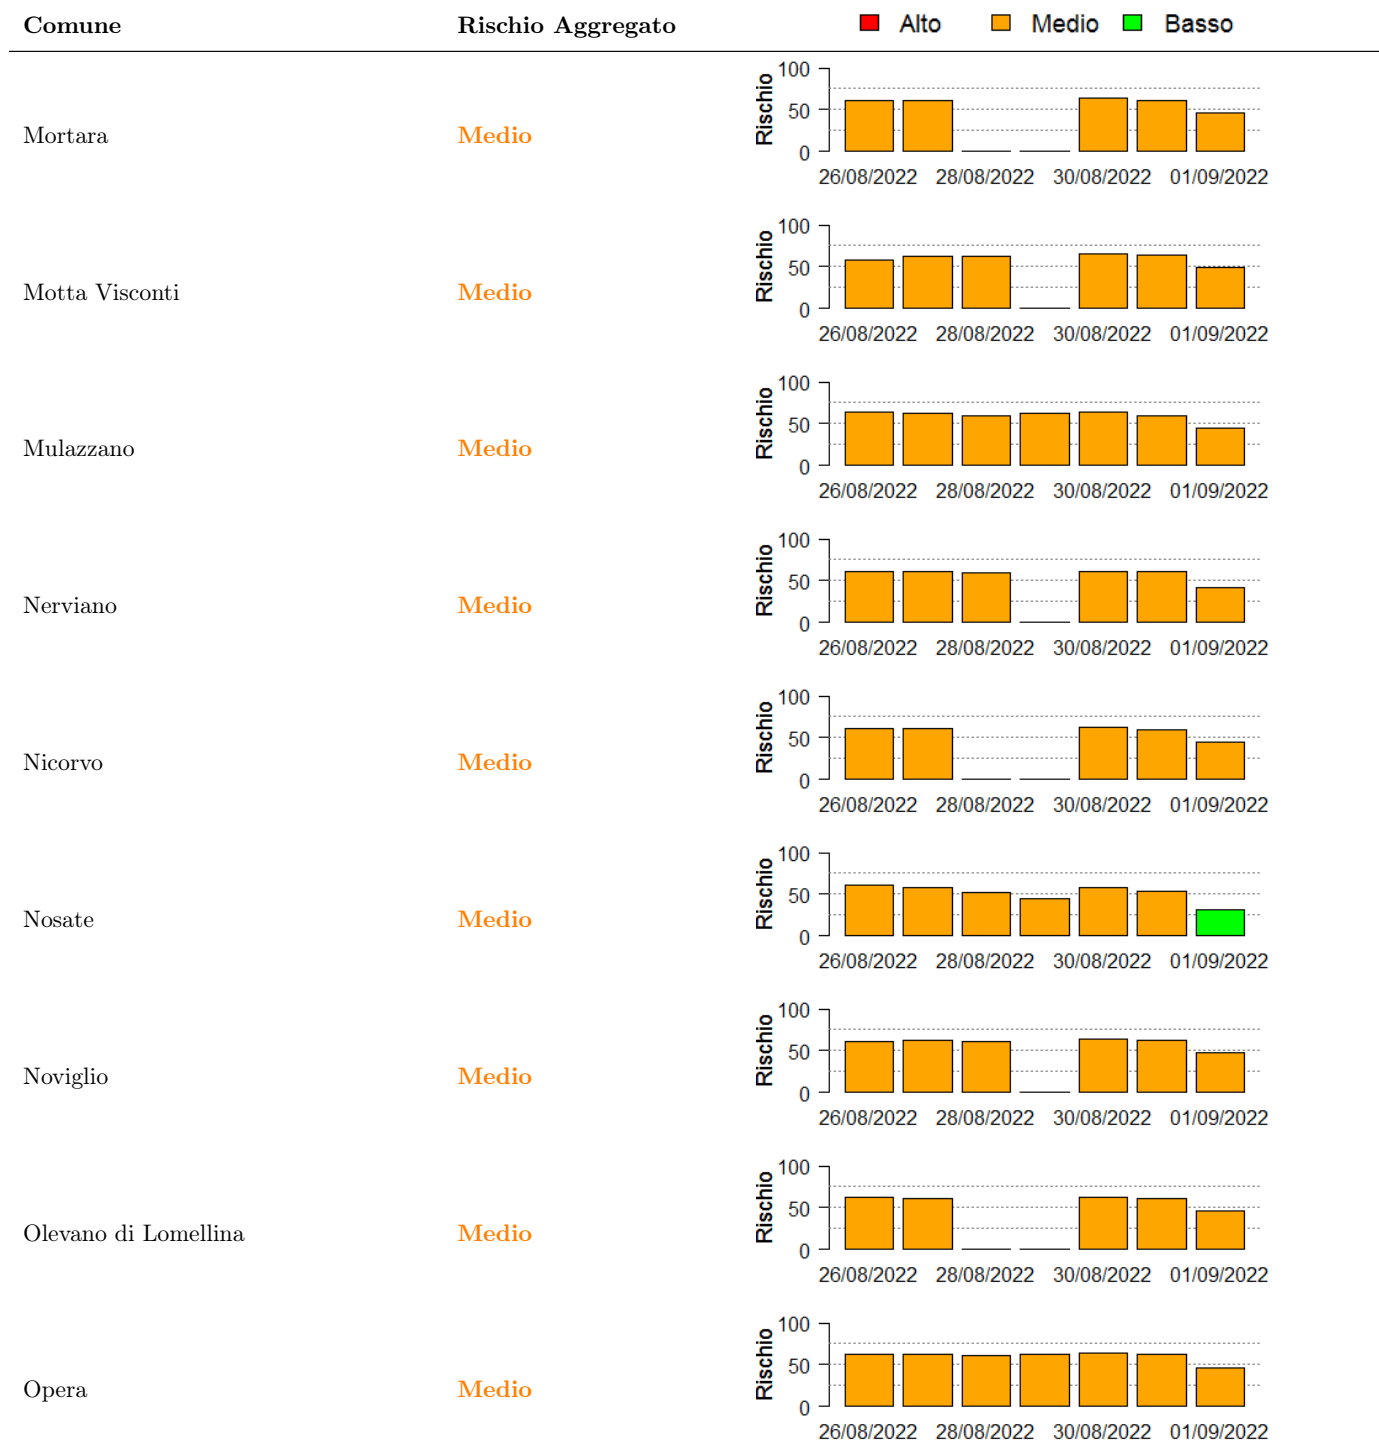 Comune Rischio Aggregato Alto Medio Basso
Mortara Medio
Rischio
100
50
0
26/08/2022 28/08/2022 30/08/2022 01/09/2022
Motta Visconti Medio
Rischio
100
50
0
26/08/2022 28/08/2022 30/08/2022 01/09/2022
Mulazzano Medio
Rischio
100
50
0
26/08/2022 28/08/2022 30/08/2022 01/09/2022
Nerviano Medio
Rischio
100
50
0
26/08/2022 28/08/2022 30/08/2022 01/09/2022
Nicorvo Medio
Rischio
100
50
0
26/08/2022 28/08/2022 30/08/2022 01/09/2022
Nosate Medio
Rischio
100
50
0
26/08/2022 28/08/2022 30/08/2022 01/09/2022
Noviglio Medio
Rischio
100
50
0
26/08/2022 28/08/2022 30/08/2022 01/09/2022
Olevano di Lomellina Medio
Rischio
100
50
0
26/08/2022 28/08/2022 30/08/2022 01/09/2022
Opera Medio
Rischio
100
50
0
26/08/2022 28/08/2022 30/08/2022 01/09/2022